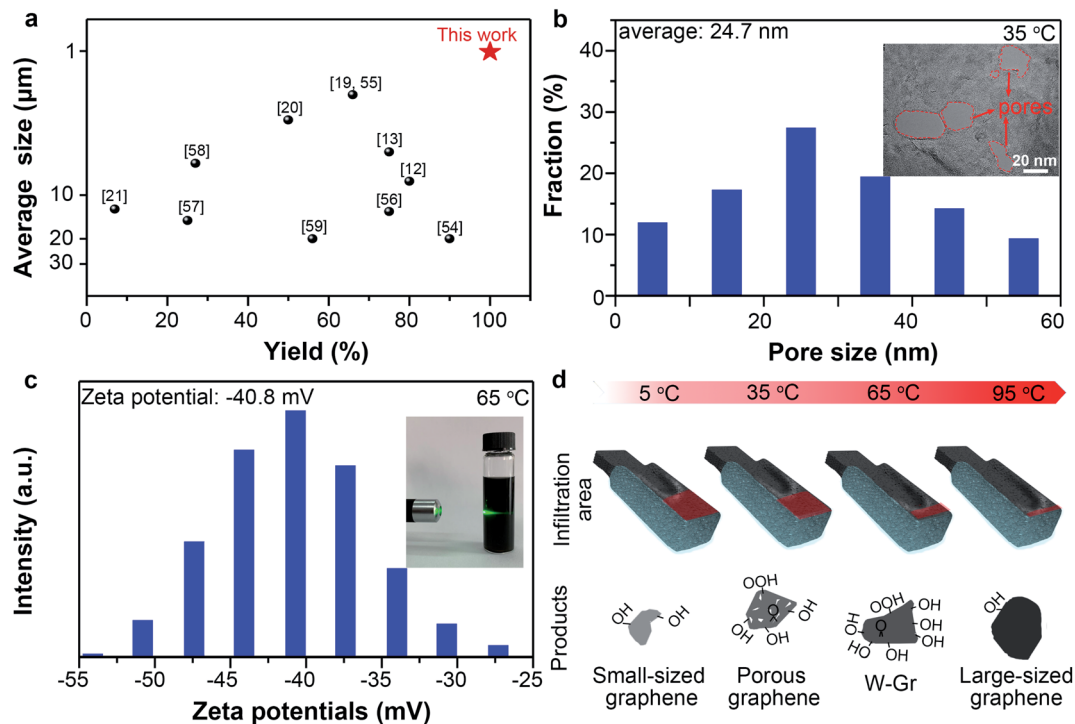 a
This work
1
10
20
30
Average size (µm)
[19, 55]
[20]
[13]
[58]
[12]
[21]
[57]
[56]
[59]
[54]
0
20
40
60
80
100
Yield (%)
b
average: 24.7 nm
35 °C
pores
20 nm
40
30
20
10
0
Fraction (%)
0
20
40
60
Pore size (nm)
c
Zeta potential: -40.8 mV
65 °C
Intensity (a.u.)
-55
-50
-45
-40
-35
-30
-25
Zeta potentials (mV)
d
5 °C
35 °C
65 °C
95 °C
Infiltration
area
Products
OH
OH
OOH
O
OH
OH
OH
OOH
OH
O
OH
OH
HO
OH
OH
OH
Small-sized
graphene
Porous
graphene
W-Gr
Large-sized
graphene